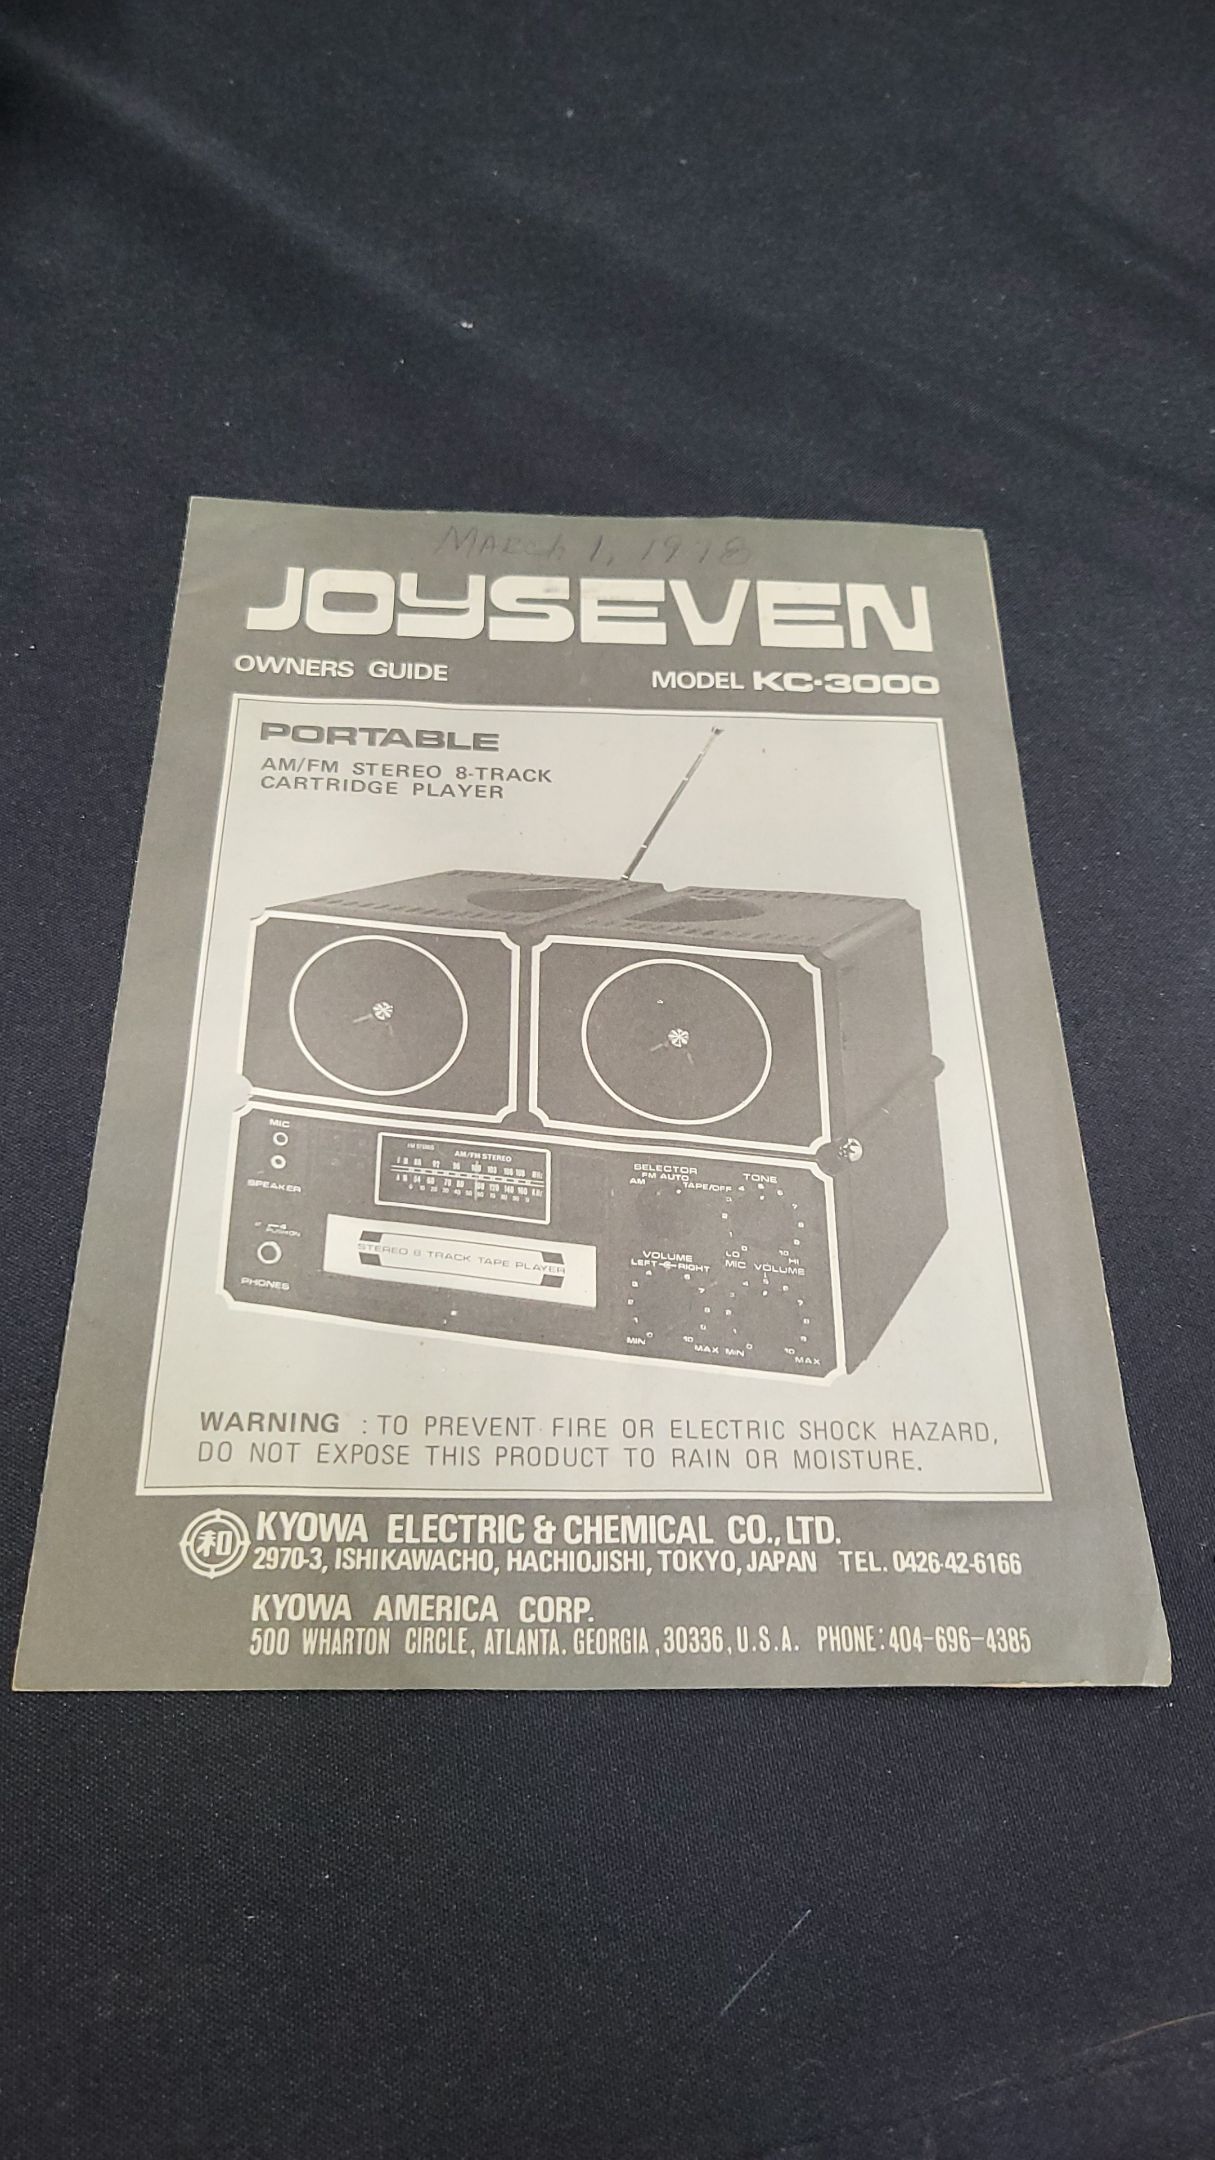 MARCH 1, 1978
JOYSEVEN
OWNERS GUIDE
MODEL KC-3000
PORTABLE
AM/FM STEREO 8-TRACK
CARTRIDGE PLAYER
MIC
SPEAKER
PHONES
FM STEREO
AM/FM STEREO
STEREO 8 TRACK TAPE PLAYER
SELECTOR
FM AUTO
AM
TAPE/OFF
TONE
LO
HI
VOLUME
LEFT
RIGHT
MIC VOLUME
MIN
MAX
MIN
MAX
WARNING : TO PREVENT FIRE OR ELECTRIC SHOCK HAZARD,
DO NOT EXPOSE THIS PRODUCT TO RAIN OR MOISTURE.
和
KYOWA ELECTRIC & CHEMICAL CO., LTD.
2970-3, ISHIKAWACHO, HACHIOJISHI, TOKYO, JAPAN TEL. 0426-42-6166
KYOWA AMERICA CORP.
500 WHARTON CIRCLE, ATLANTA. GEORGIA, 30336, U.S.A. PHONE: 404-696-4385